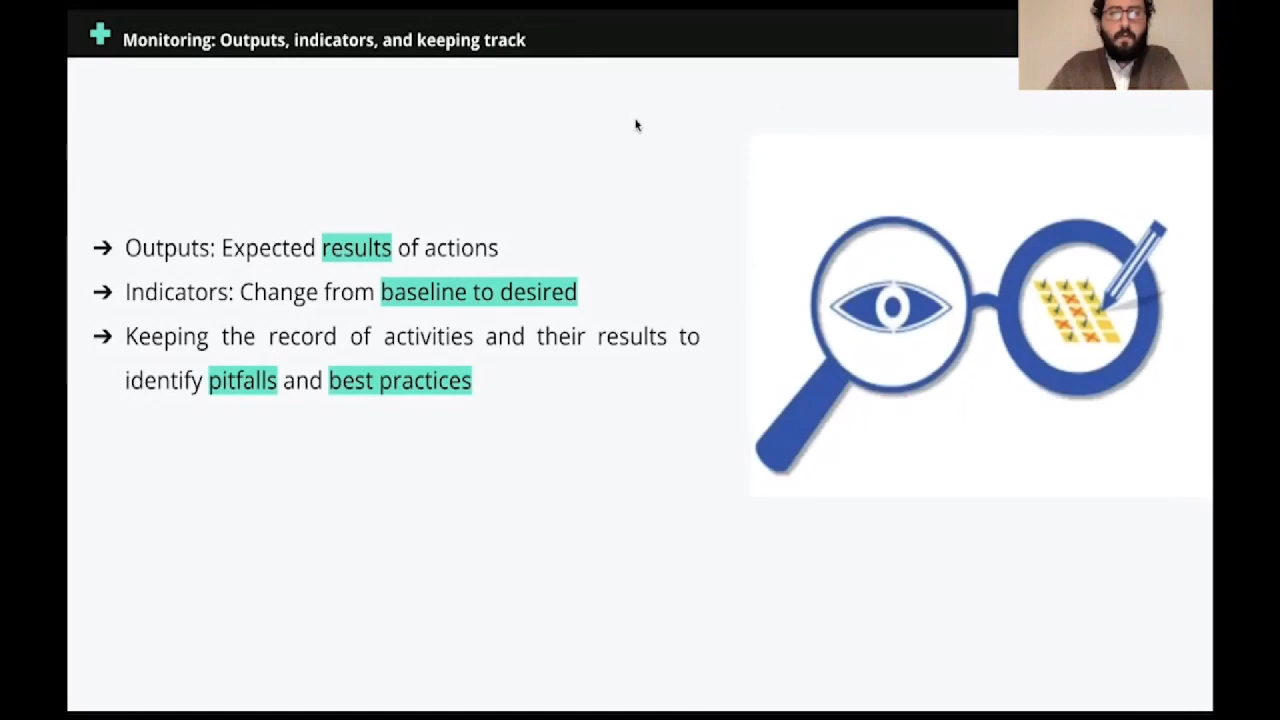 Monitoring: Outputs, indicators, and keeping track
➔ Outputs: Expected results of actions
➔ Indicators: Change from baseline to desired
➔ Keeping the record of activities and their results to
identify pitfalls and best practices